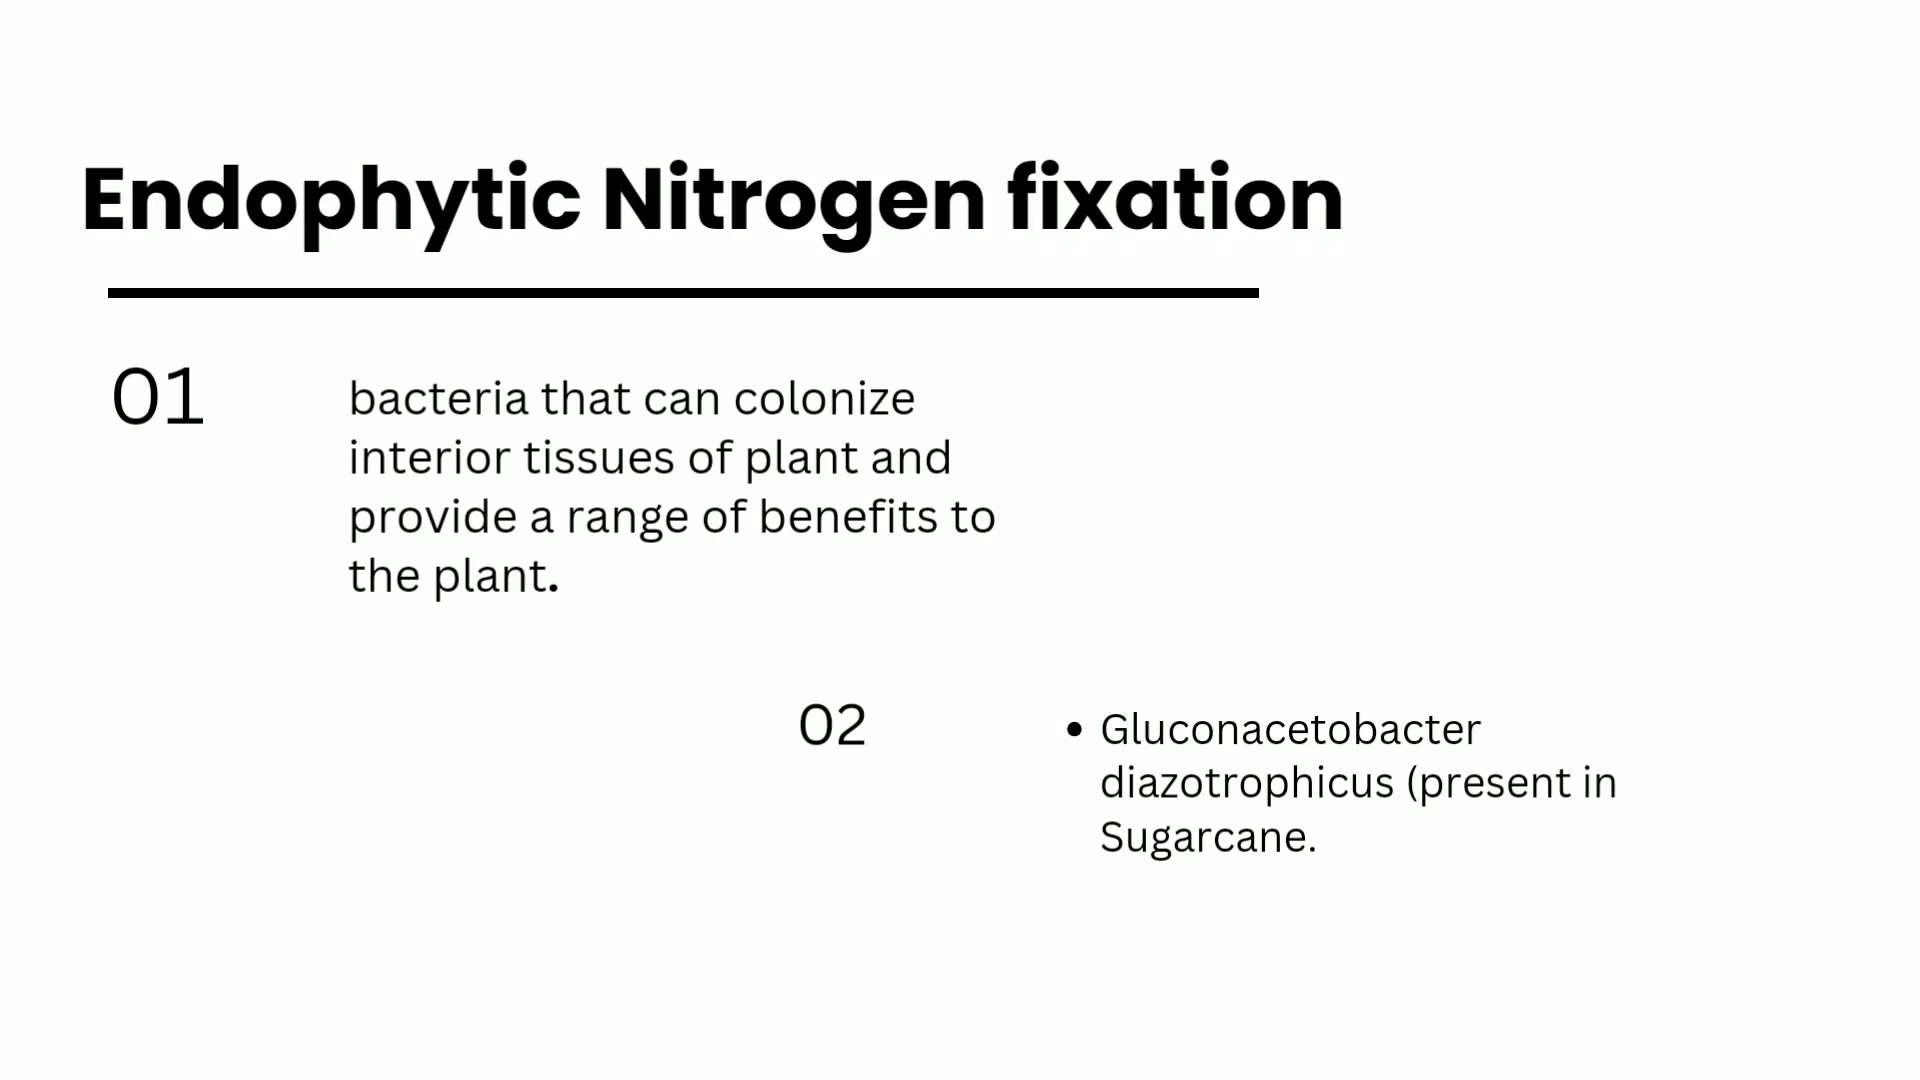 Endophytic Nitrogen fixation
01
bacteria that can colonize
interior tissues of plant and
provide a range of benefits to
the plant.
02
• Gluconacetobacter
diazotrophicus (present in
Sugarcane.